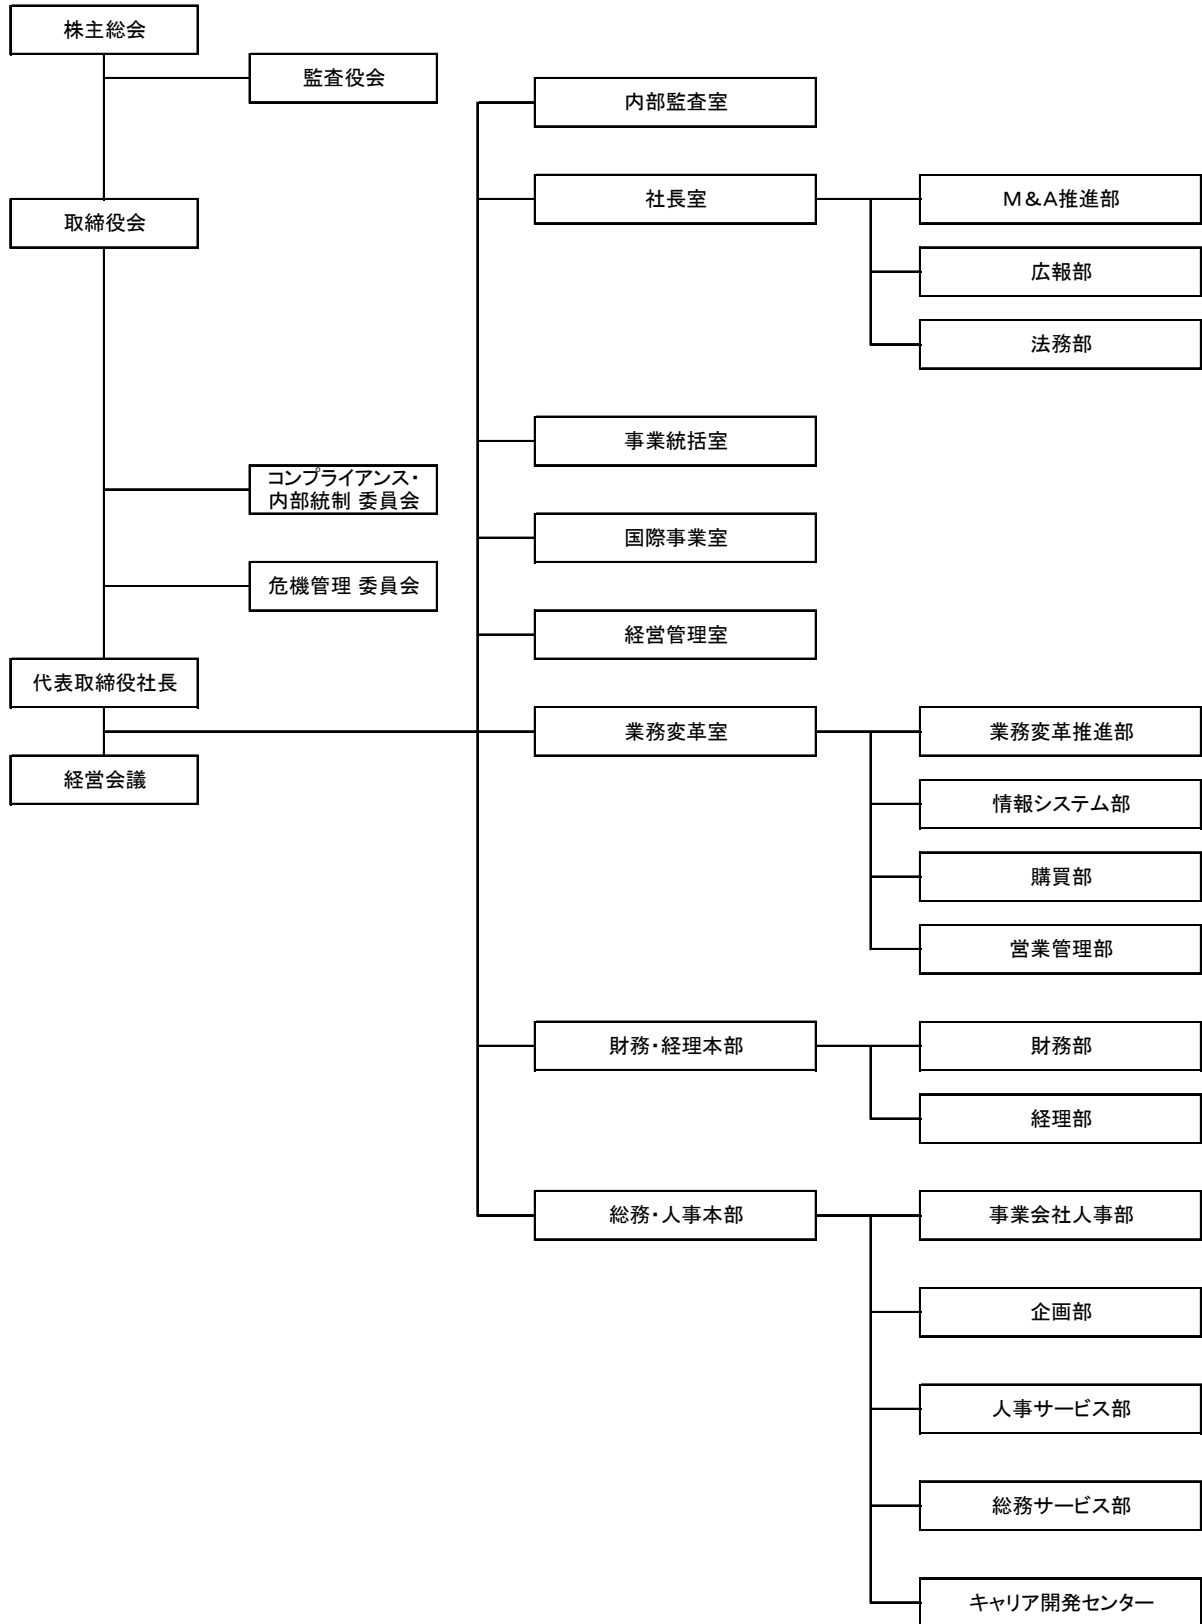 株主総会
監査役会
取締役会
コンプライアンス・
内部統制 委員会
危機管理 委員会
代表取締役社長
経営会議
内部監査室
社長室
M&A推進部
広報部
法務部
事業統括室
国際事業室
経営管理室
業務変革室
業務変革推進部
情報システム部
購買部
営業管理部
財務・経理本部
財務部
経理部
総務・人事本部
事業会社人事部
企画部
人事サービス部
総務サービス部
キャリア開発センター